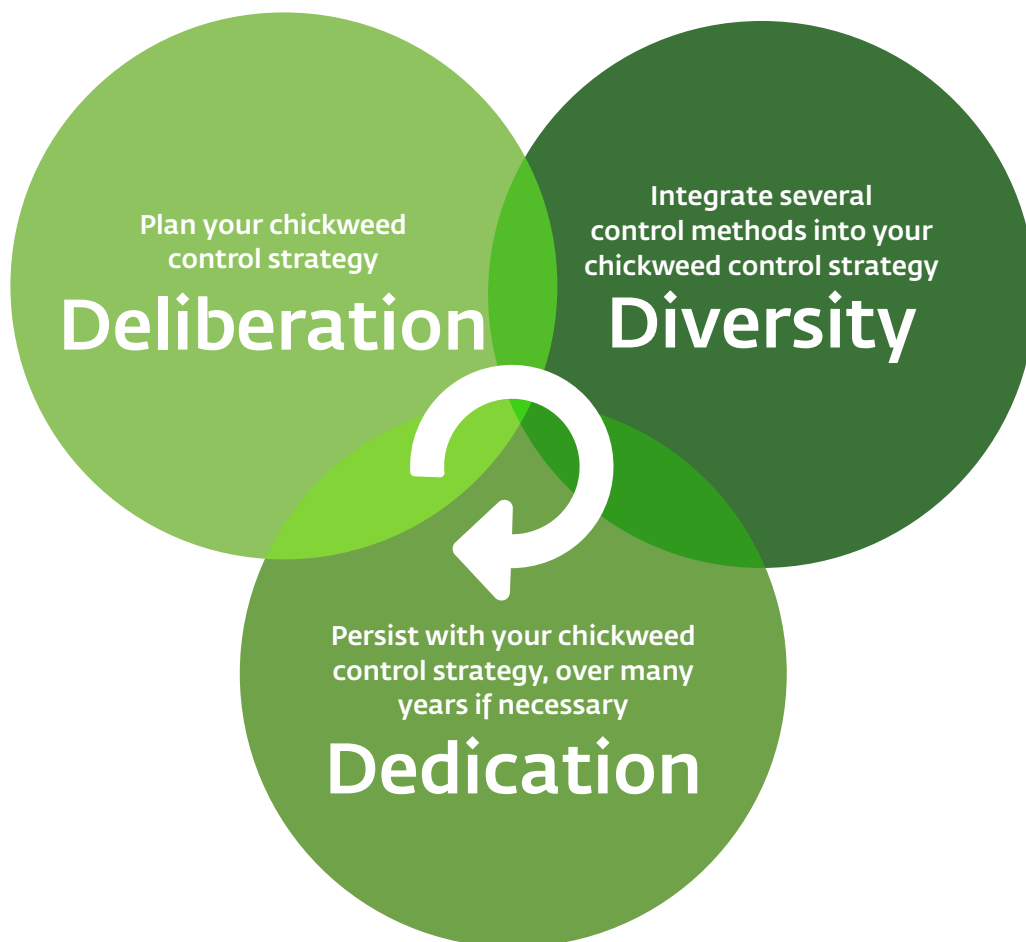 Plan your chickweed
control strategy
Deliberation
Integrate several
control methods into your
chickweed control strategy
Diversity
Persist with your chickweed
control strategy, over many
years if necessary
Dedication